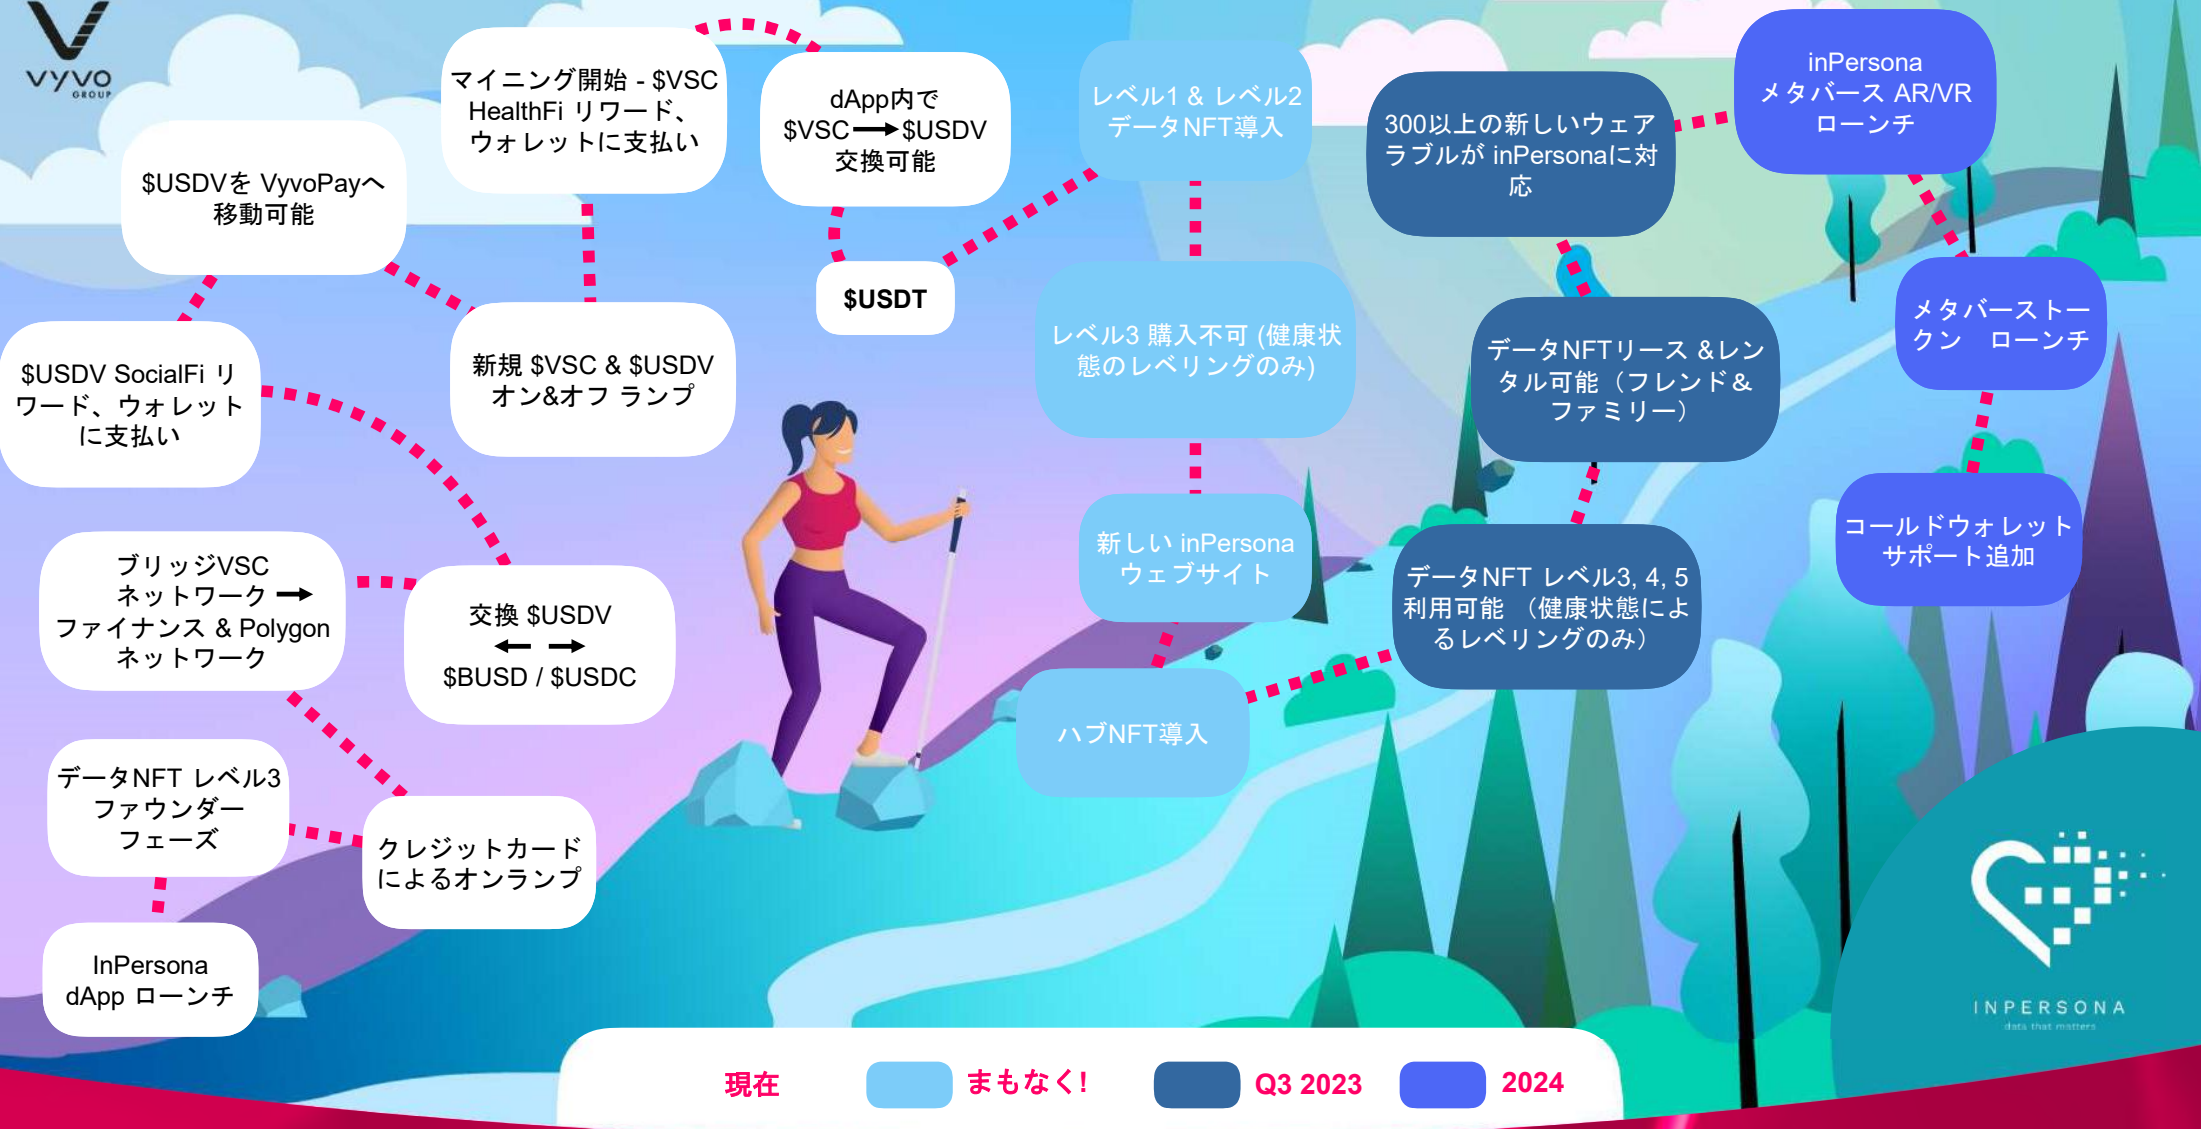 VYVO
GROUP
マイニング開始 - $VSC
HealthFi リワード、
ウォレットに支払い
dApp内で
$VSC→$USDV
交換可能
$USDVを VyvoPayへ
移動可能
$USDT
$USDV SocialFi リ
ワード、ウォレット
に支払い
新規 $VSC & $USDV
オン&オフ ランプ
ブリッジVSC
ネットワーク →
ファイナンス & Polygon
ネットワーク
交換 $USDV
← →
$BUSD / $USDC
データNFT レベル3
ファウンダー
フェーズ
クレジットカード
によるオンランプ
InPersona
dApp ローンチ
レベル1 & レベル2
データNFT導入
レベル3 購入不可 (健康状
態のレベリングのみ)
新しい inPersona
ウェブサイト
ハブNFT導入
300以上の新しいウェア
ラブルが inPersonaに対
応
データNFTリース &レン
タル可能（フレンド＆
ファミリー）
データNFT レベル3, 4, 5
利用可能 （健康状態によ
るレベリングのみ）
inPersona
メタバース AR/VR
ローンチ
メタバーストー
クン　ローンチ
コールドウォレット
サポート追加
INPERSONA
data that matters
現在
まもなく!
Q3 2023
2024